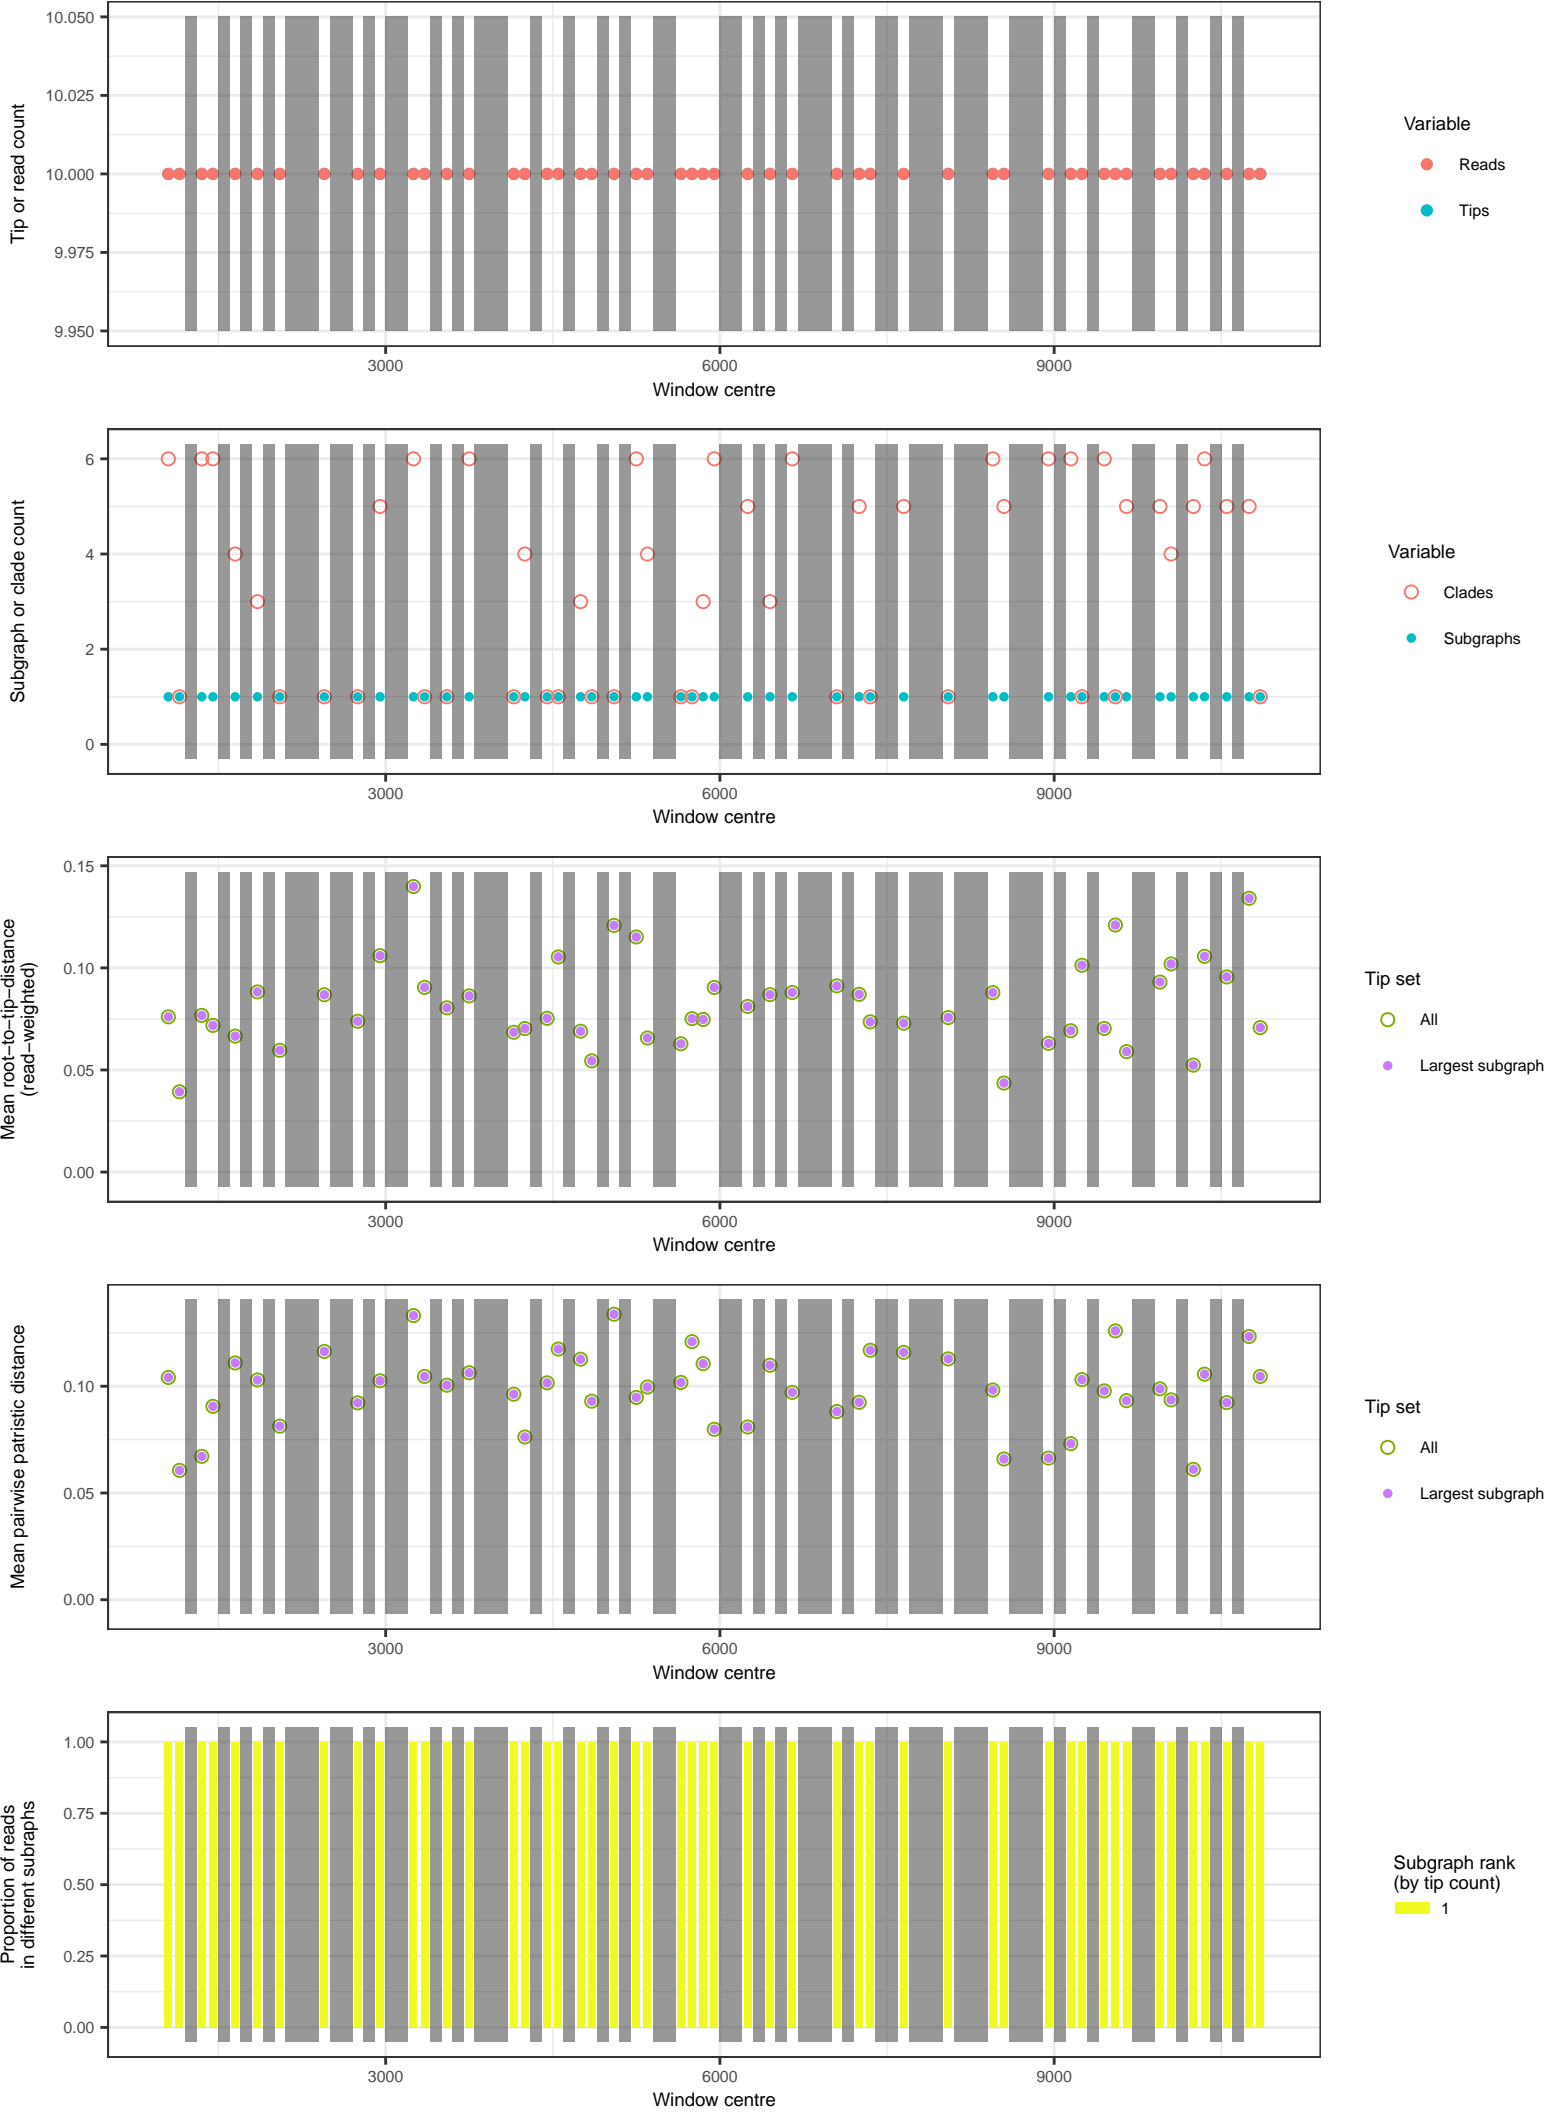 10.050
10.025
10.000
9.975
9.950
Tip or read count
3000
6000
9000
Window centre
Variable
Reads
Tips
6
4
2
0
Subgraph or clade count
3000
6000
9000
Window centre
Variable
Clades
Subgraphs
0.15
0.10
0.05
0.00
Mean root−to−tip−distance
(read−weighted)
3000
6000
9000
Window centre
Tip set
All
Largest subgraph
0.10
0.05
0.00
Mean pairwise patristic distance
3000
6000
9000
Window centre
Tip set
All
Largest subgraph
1.00
0.75
0.50
0.25
0.00
Proportion of reads
in different subraphs
3000
6000
9000
Window centre
Subgraph rank
(by tip count)
1